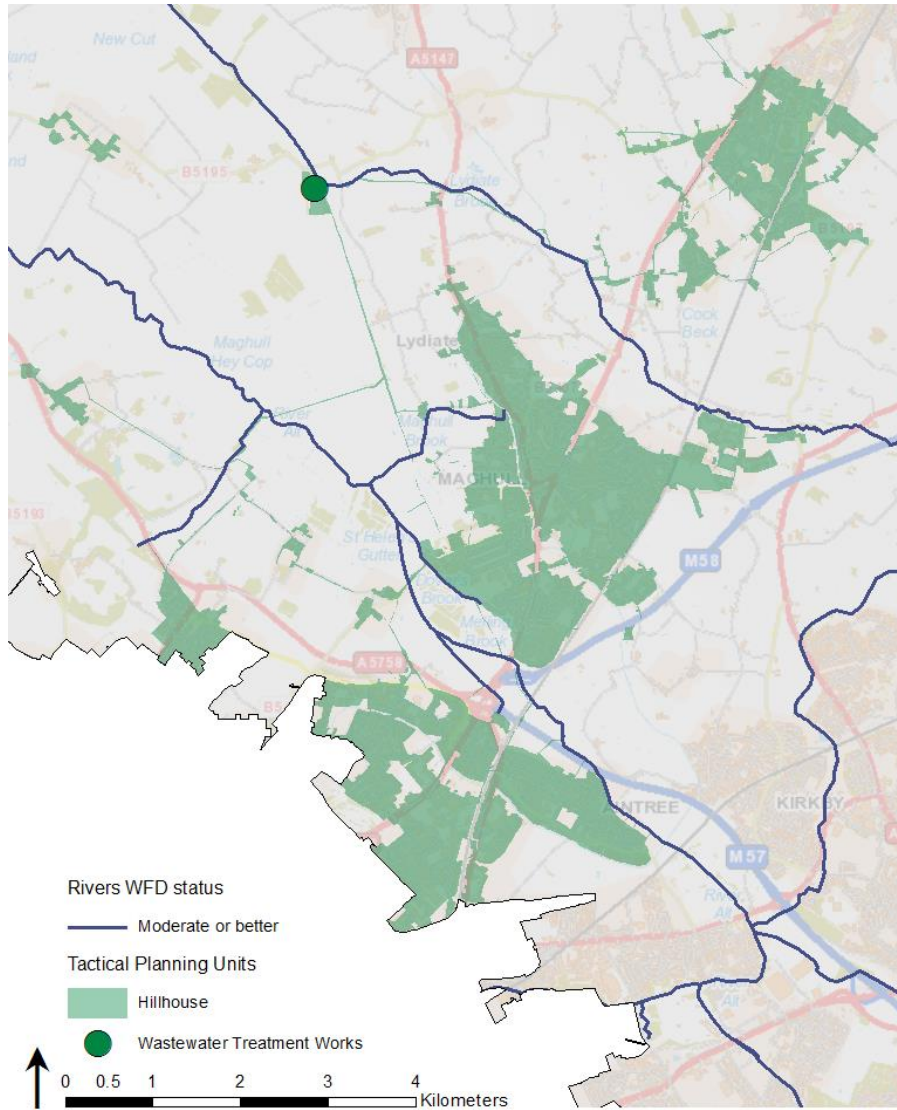 New Cut
A5147
B5195
Lydiate
Brook
Cock
Beck
Maghull
Hey Cop
Lydiate
River
Alt
Maghull
Brook
MAGHULL
B5193
St Helens
Gutter
Brook
Melling
Brook
M58
A5758
AINTREE
KIRKBY
M57
River
Alt
Rivers WFD status
Moderate or better
Tactical Planning Units
Hillhouse
Wastewater Treatment Works
0 0.5 1 2 3 4
Kilometers